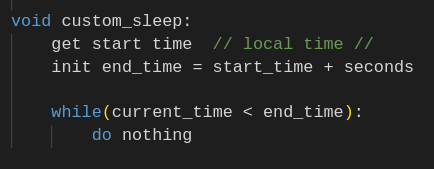 void custom_sleep:
    get start time  // local time //
    init end_time = start_time + seconds

    while(current_time < end_time):
        do nothing